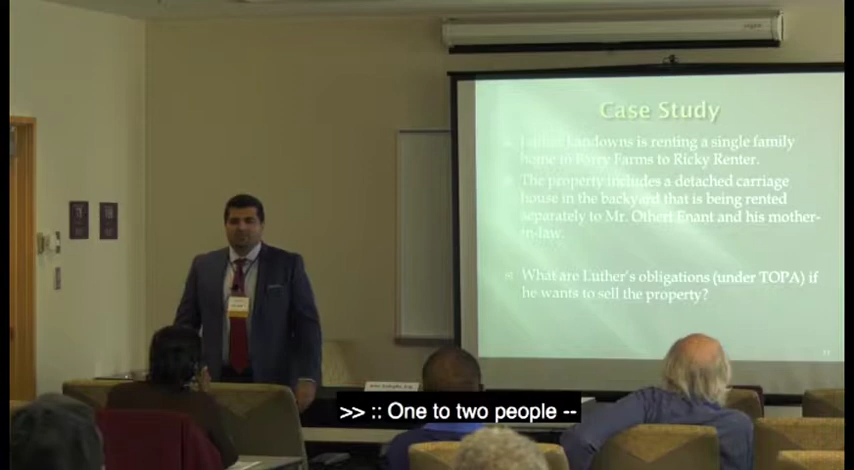 Case Study
Luther Landowns is renting a single family
home in Barry Farms to Ricky Renter.
The property includes a detached carriage
house in the backyard that is being rented
separately to Mr. Othert Enant and his mother-
in-law.
What are Luther's obligations (under TOPA) if
he wants to sell the property?
>> :: One to two people --